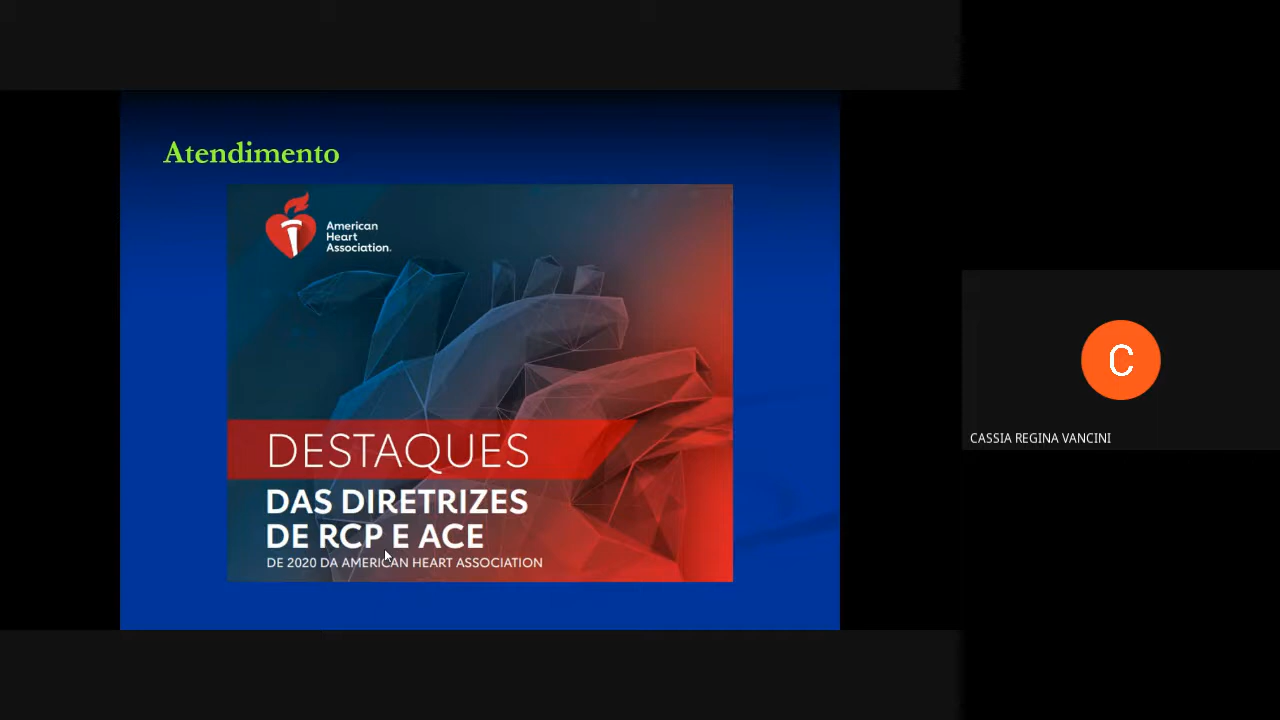 Atendimento
American
Heart
Association.
DESTAQUES
DAS DIRETRIZES
DE RCP E ACE
DE 2020 DA AMERICAN HEART ASSOCIATION
C
CASSIA REGINA VANCINI